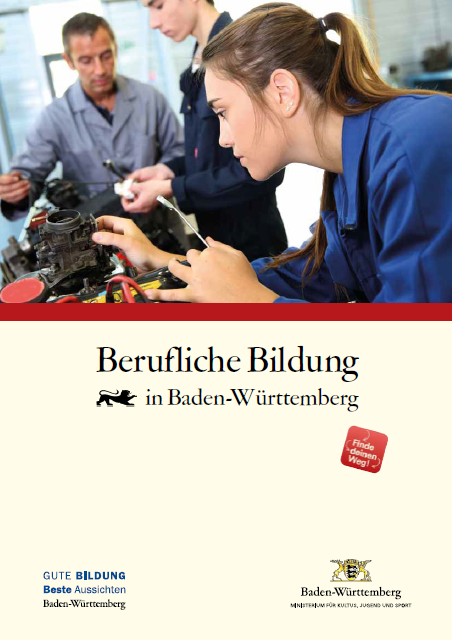 Berufliche Bildung
in Baden-Württemberg
Finde
deinen
Weg!
GUTE BILDUNG
Beste Aussichten
Baden-Württemberg
Baden-Württemberg
MINISTERIUM FÜR KULTUS, JUGEND UND SPORT